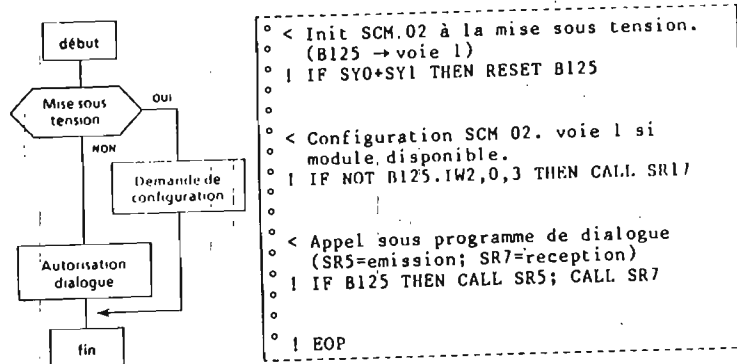 début
Mise sous
tension
OUI
NON
Demande de
configuration
Autorisation
dialogue
fin
< Init SCM.02 à la mise sous tension.
(B125 → voie 1)
! IF SY0+SY1 THEN RESET B125
< Configuration SCM 02. voie 1 si
module disponible.
! IF NOT B125.IW2,0,3 THEN CALL SR17
< Appel sous programme de dialogue
(SR5=emission; SR7=reception)
! IF B125 THEN CALL SR5; CALL SR7
! EOP